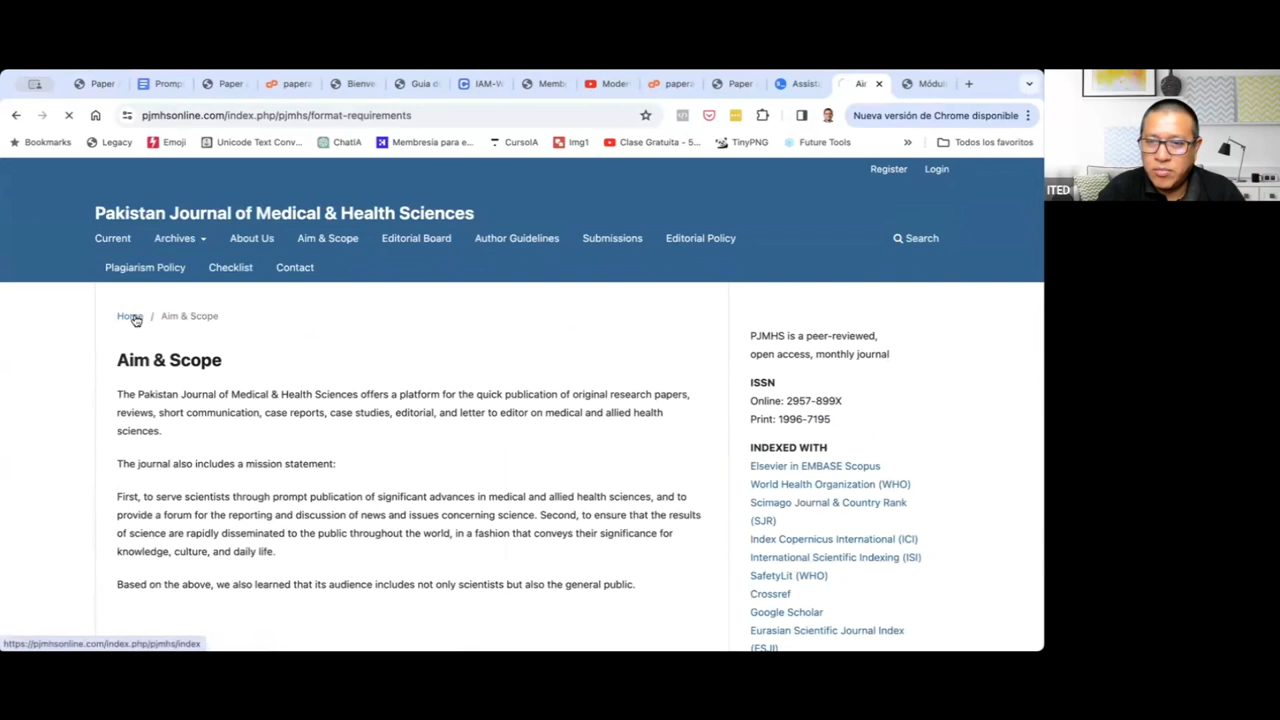 Paper
Promp
Paper
papera
Bienve
Guia d
IAM-V
Memb
Moder
papera
Paper
Assista
Air
Módul
pjmhsonline.com/index.php/pjmhs/format-requirements
Nueva versión de Chrome disponible
Bookmarks
Legacy
Emoji
Unicode Text Conv...
ChatIA
Membresía para e...
CursoIA
Img1
Clase Gratuita - 5...
TinyPNG
Future Tools
»
Todos los favoritos
Register
Login
Pakistan Journal of Medical & Health Sciences
Current
Archives
About Us
Aim & Scope
Editorial Board
Author Guidelines
Submissions
Editorial Policy
Search
Plagiarism Policy
Checklist
Contact
Home / Aim & Scope
Aim & Scope
The Pakistan Journal of Medical & Health Sciences offers a platform for the quick publication of original research papers,
reviews, short communication, case reports, case studies, editorial, and letter to editor on medical and allied health
sciences.
The journal also includes a mission statement:
First, to serve scientists through prompt publication of significant advances in medical and allied health sciences, and to
provide a forum for the reporting and discussion of news and issues concerning science. Second, to ensure that the results
of science are rapidly disseminated to the public throughout the world, in a fashion that conveys their significance for
knowledge, culture, and daily life.
Based on the above, we also learned that its audience includes not only scientists but also the general public.
PJMHS is a peer-reviewed,
open access, monthly journal
ISSN
Online: 2957-899X
Print: 1996-7195
INDEXED WITH
Elsevier in EMBASE Scopus
World Health Organization (WHO)
Scimago Journal & Country Rank
(SJR)
Index Copernicus International (ICI)
International Scientific Indexing (ISI)
SafetyLit (WHO)
Crossref
Google Scholar
Eurasian Scientific Journal Index
(ESJI)
https://pjmhsonline.com/index.php/pjmhs/index
ITED